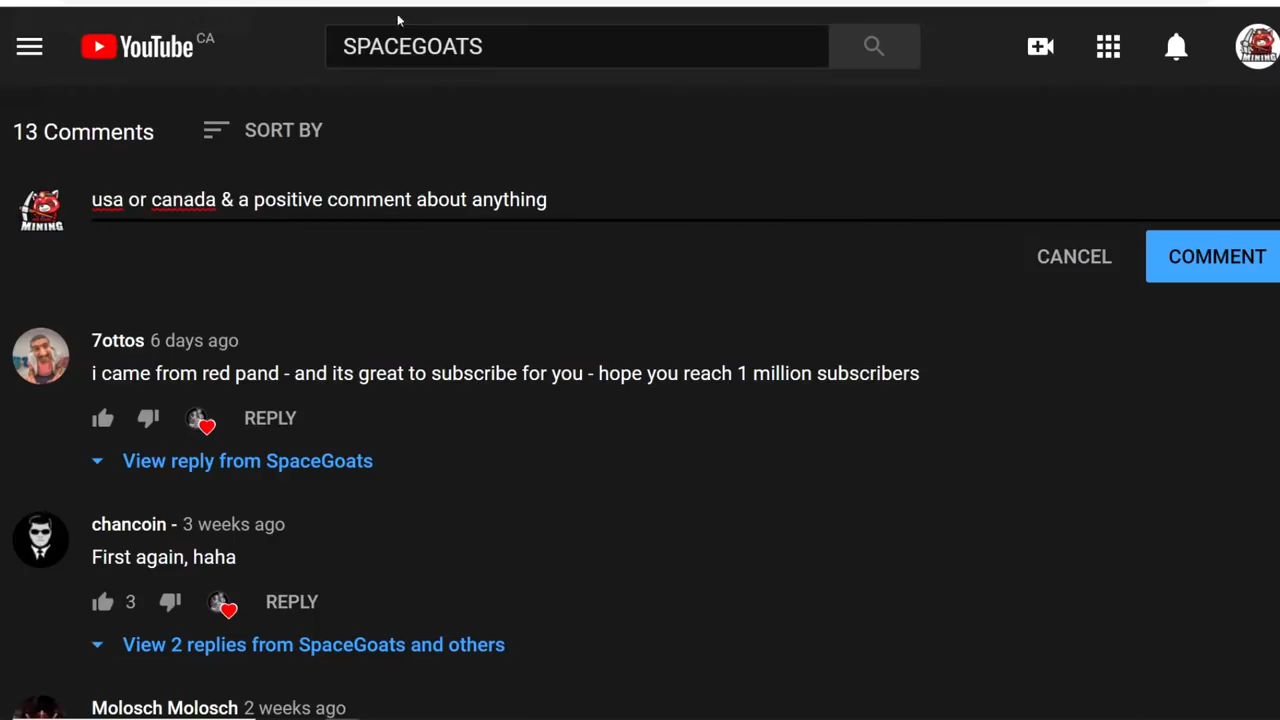 YouTube CA
SPACEGOATS
13 Comments
SORT BY
usa or canada & a positive comment about anything
MINING
CANCEL
COMMENT
7ottos 6 days ago
i came from red pand - and its great to subscribe for you - hope you reach 1 million subscribers
REPLY
View reply from SpaceGoats
chancoin - 3 weeks ago
First again, haha
3
REPLY
View 2 replies from SpaceGoats and others
Molosch Molosch 2 weeks ago
MINING